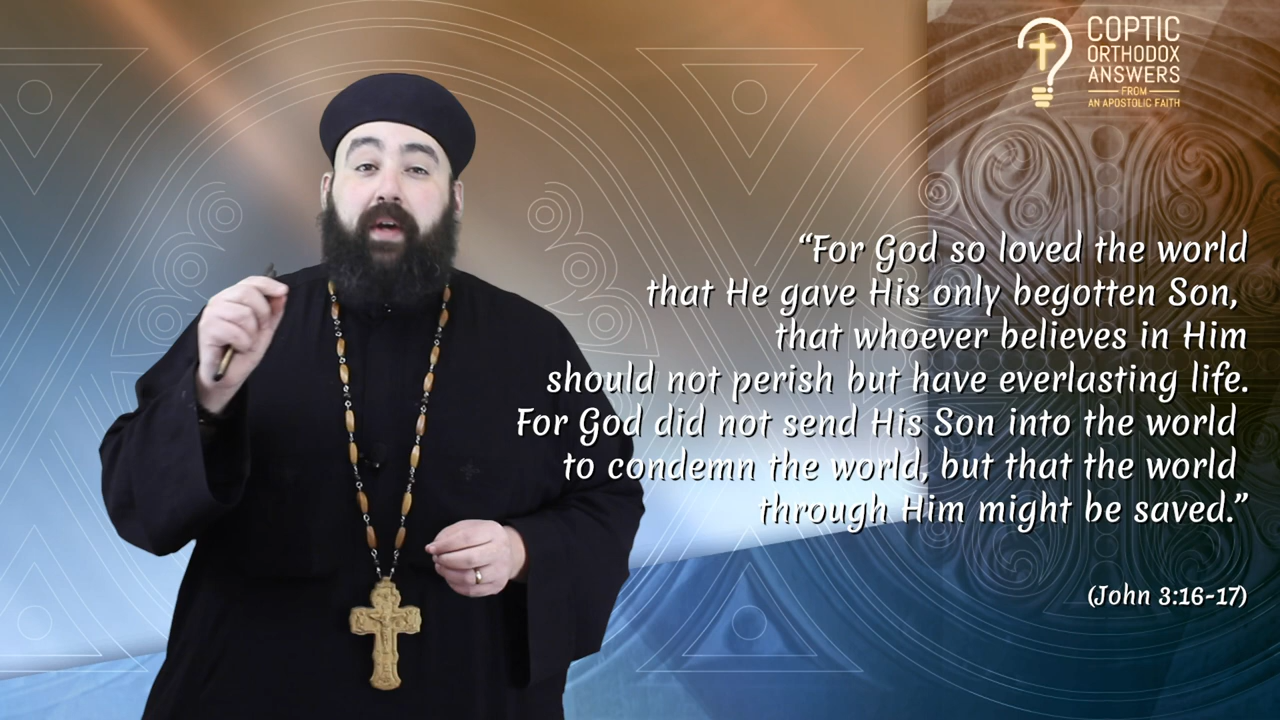 COPTIC
ORTHODOX
ANSWERS
FROM
AN APOSTOLIC FAITH
“For God so loved the world
that He gave His only begotten Son,
that whoever believes in Him
should not perish but have everlasting life.
For God did not send His Son into the world
to condemn the world, but that the world
through Him might be saved.”
(John 3:16-17)